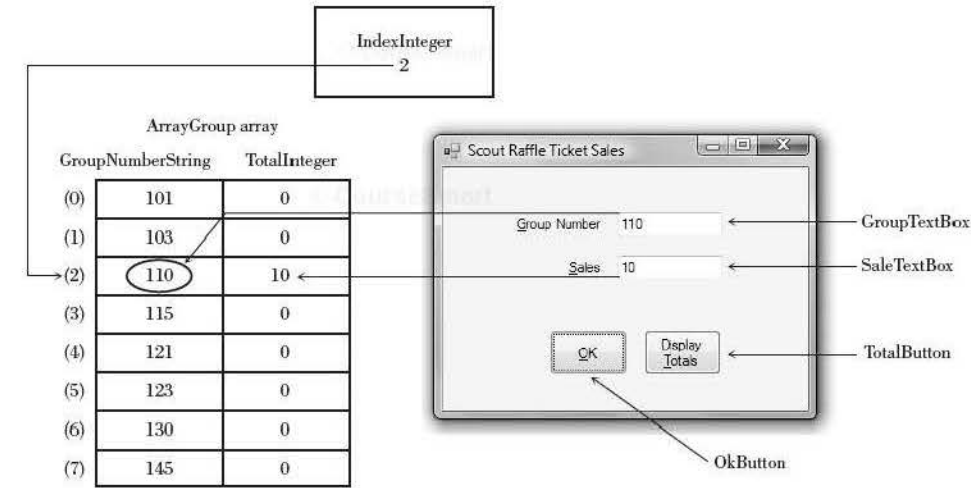 IndexInteger
2
ArrayGroup array
GroupNumberString TotalInteger
(0) 101 0
(1) 103 0
(2) 110 10
(3) 115 0
(4) 121 0
(5) 123 0
(6) 130 0
(7) 145 0
Scout Raffle Ticket Sales
Group Number 110
Sales 10
OK
Display
Totals
GroupTextBox
SaleTextBox
TotalButton
OkButton